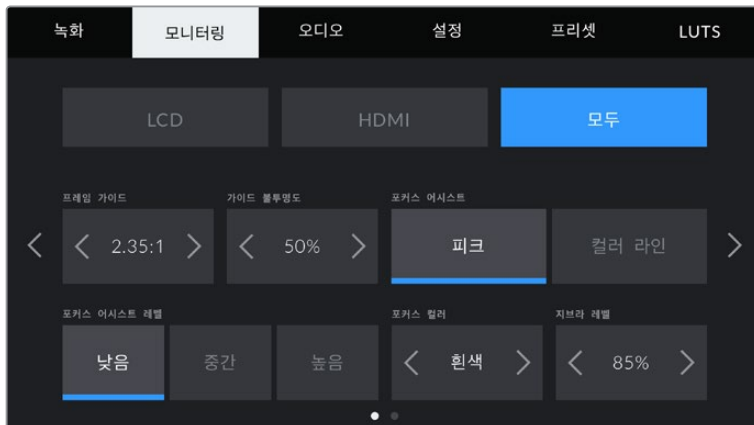 녹화 모니터링 오디오 설정 프리셋 LUTS
LCD HDMI 모두
프레임 가이드 가이드 불투명도 포커스 어시스트
2.35:1 50% 피크 컬러 라인
포커스 어시스트 레벨 포커스 컬러 지브라 레벨
낮음 중간 높음 흰색 85%